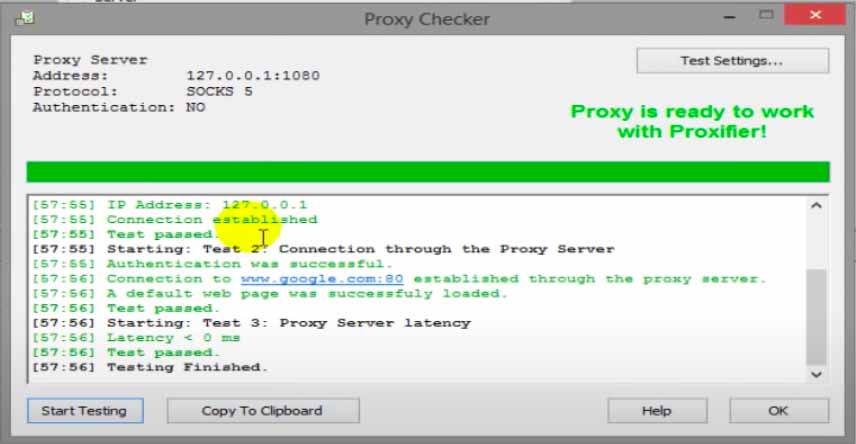 Proxy Checker
Proxy Server
Address: 127.0.0.1:1080
Protocol: SOCKS 5
Authentication: NO
Test Settings...
Proxy is ready to work
with Proxifier!
[57:55] IP Address: 127.0.0.1
[57:55] Connection established
[57:55] Test passed.
[57:55] Starting: Test 2: Connection through the Proxy Server
[57:55] Authentication was successful.
[57:56] Connection to www.google.com:80 established through the proxy server.
[57:56] A default web page was successfuly loaded.
[57:56] Test passed.
[57:56] Starting: Test 3: Proxy Server latency
[57:56] Latency < 0 ms
[57:56] Test passed.
[57:56] Testing Finished.
Start Testing
Copy To Clipboard
Help
OK